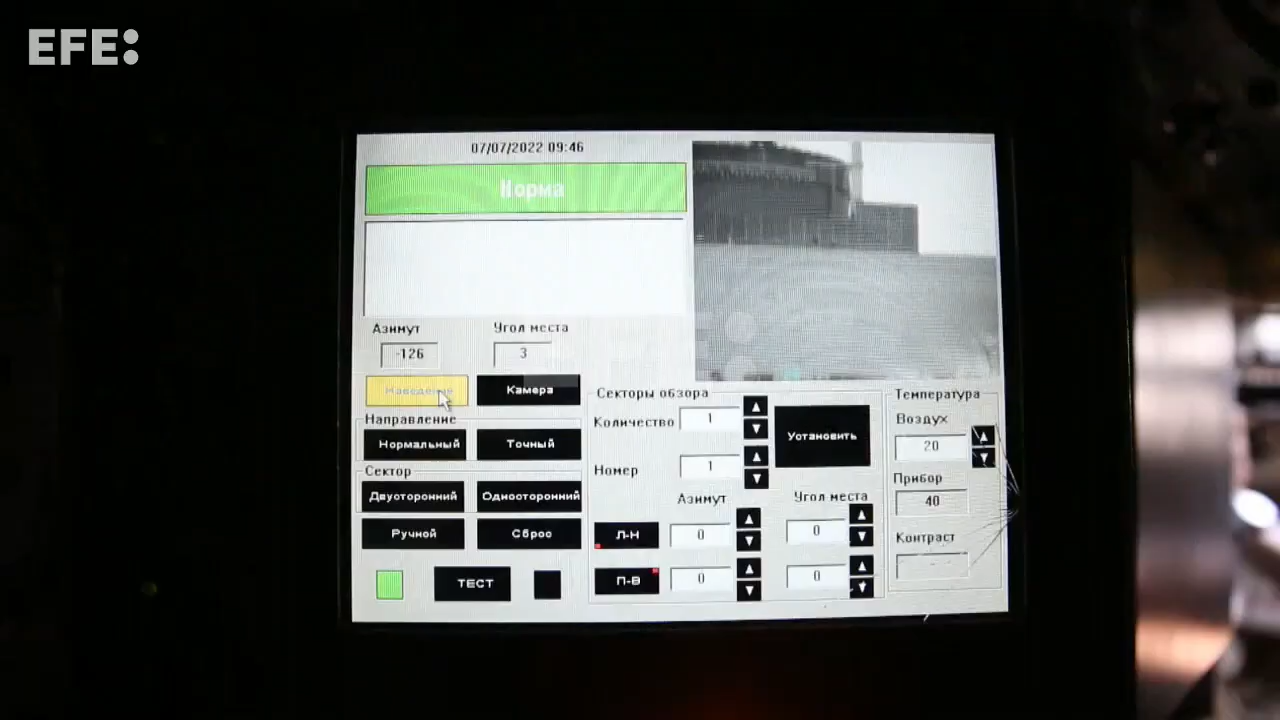 EFE:
07/07/2022 09:46
Норма
Азимут
Угол места
-126
3
Наведение
Камера
Направление
Нормальный
Точный
Сектор
Двусторонний
Односторонний
Ручной
Сброс
ТЕСТ
Секторы обзора
Количество
1
Номер
1
Установить
Азимут
Угол места
Л-Н
0
0
П-В
0
0
Температура
Воздух
20
Прибор
40
Контраст